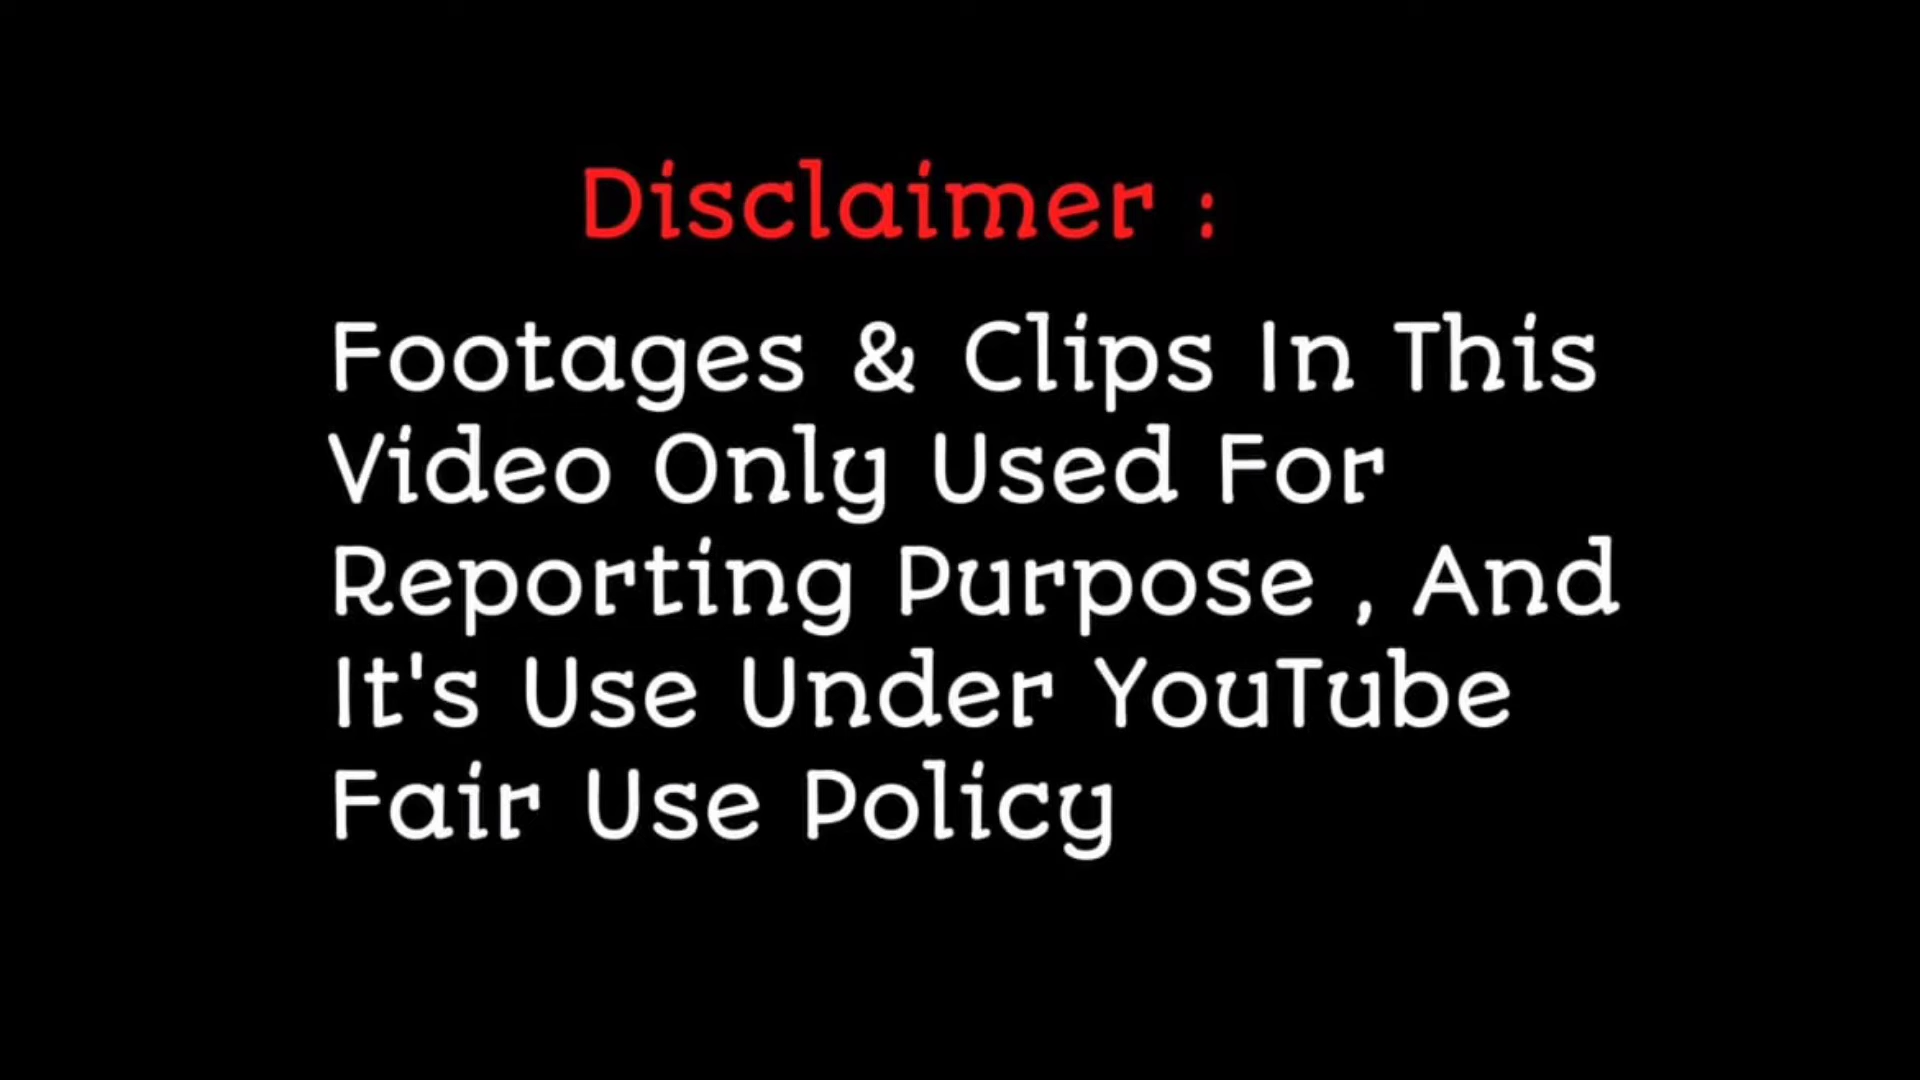 Disclaimer :
Footages & Clips In This
Video Only Used For
Reporting Purpose , And
It's Use Under YouTube
Fair Use Policy